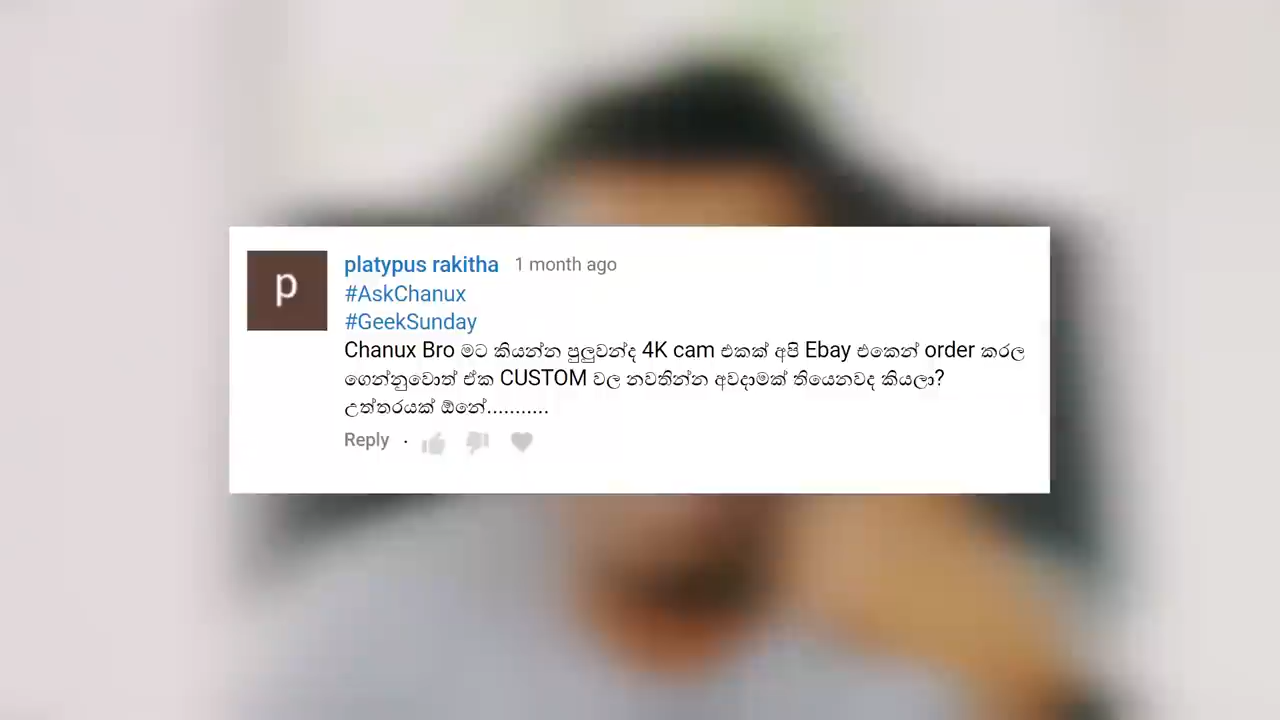 p
platypus rakitha 1 month ago
#AskChanux
#GeekSunday
Chanux Bro මට කියන්න පුලුවන්ද 4K cam එකක් අපි Ebay එකෙන් order කරල
ගෙන්නුවොත් ඒක CUSTOM වල නවතින්න අවදාමක් තියෙනවද කියලා?
උත්තරයක් ඕනේ...........
Reply ·